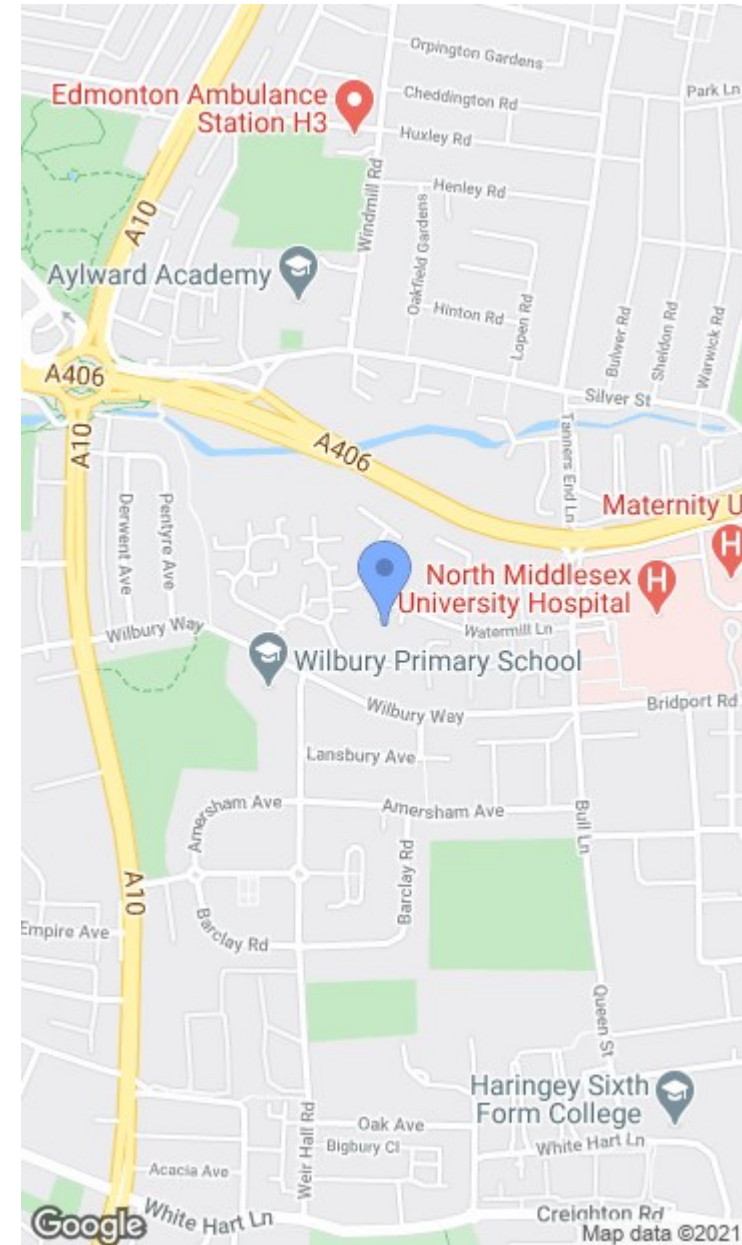 Orpington Gardens
Edmonton Ambulance
Station H3
Cheddington Rd
Park Ln
Huxley Rd
Windmill Rd
Henley Rd
A10
Oakfield Gardens
Aylward Academy
Hinton Rd
Lopen Rd
Bulwer Rd
Sheldon Rd
Warwick Rd
A406
Silver St
A10
A406
Tanners End Ln
Derwent Ave
Pentyre Ave
Maternity U
H
North Middlesex
University Hospital
H
Wilbury Way
Watermill Ln
Wilbury Primary School
Wilbury Way
Bridport Rd
Lansbury Ave
Amersham Ave
Amersham Ave
Bull Ln
Barclay Rd
A10
Empire Ave
Barclay Rd
Queen St
Haringey Sixth
Form College
Weir Hall Rd
Oak Ave
Bigbury Cl
White Hart Ln
Acacia Ave
White Hart Ln
Creighton Rd
Google
Map data ©2021